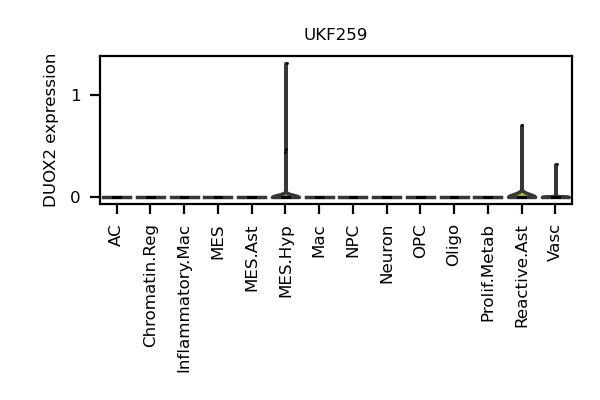 UKF259
DUOX2 expression
1
0
AC
Chromatin.Reg
Inflammatory.Mac
MES
MES.Ast
MES.Hyp
Mac
NPC
Neuron
OPC
Oligo
Prolif.Metab
Reactive.Ast
Vasc